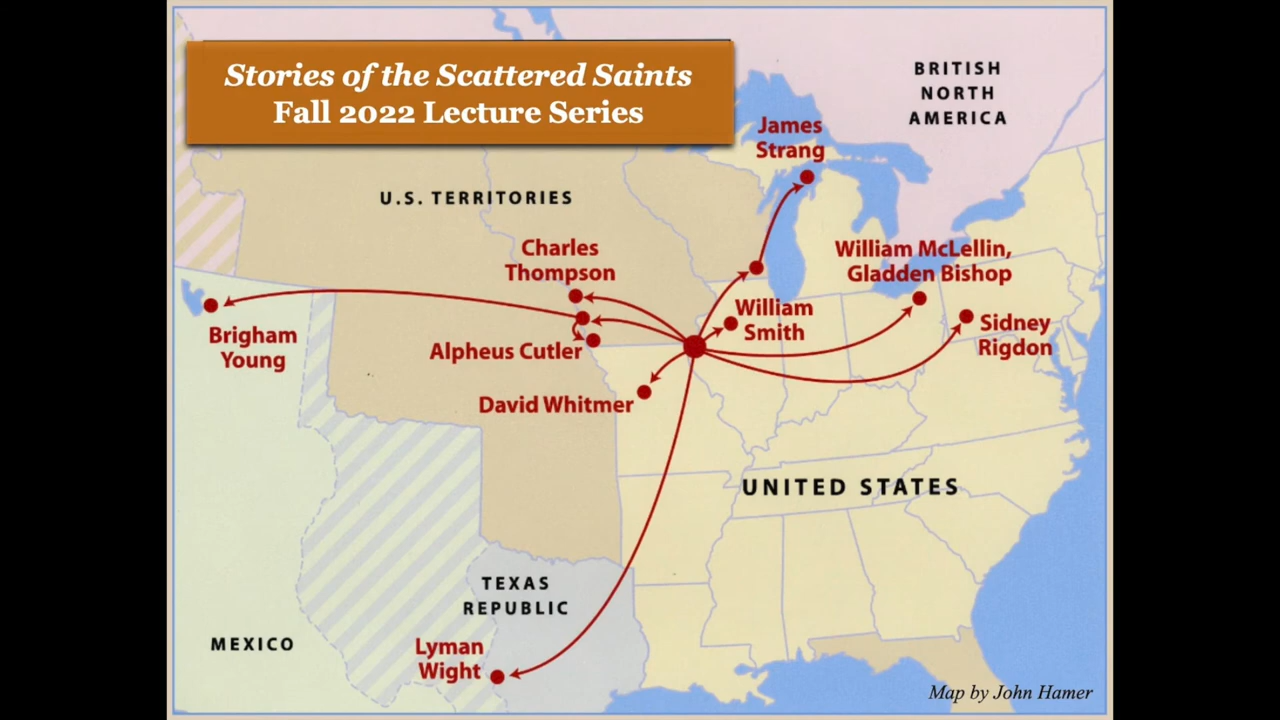 Stories of the Scattered Saints
Fall 2022 Lecture Series
BRITISH
NORTH
AMERICA
James
Strang
U.S. TERRITORIES
Charles
Thompson
William McLellin,
Gladden Bishop
Brigham
Young
William
Smith
Sidney
Rigdon
Alpheus Cutler
David Whitmer
UNITED STATES
TEXAS
REPUBLIC
MEXICO
Lyman
Wight
Map by John Hamer